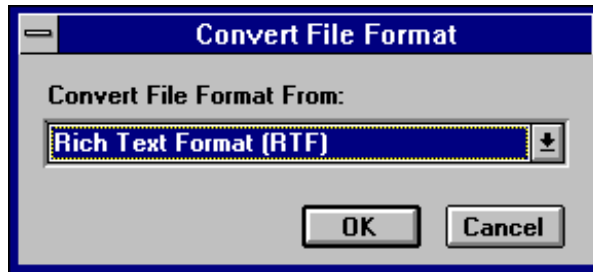 Convert File Format
Convert File Format From:
Rich Text Format (RTF)
OK Cancel